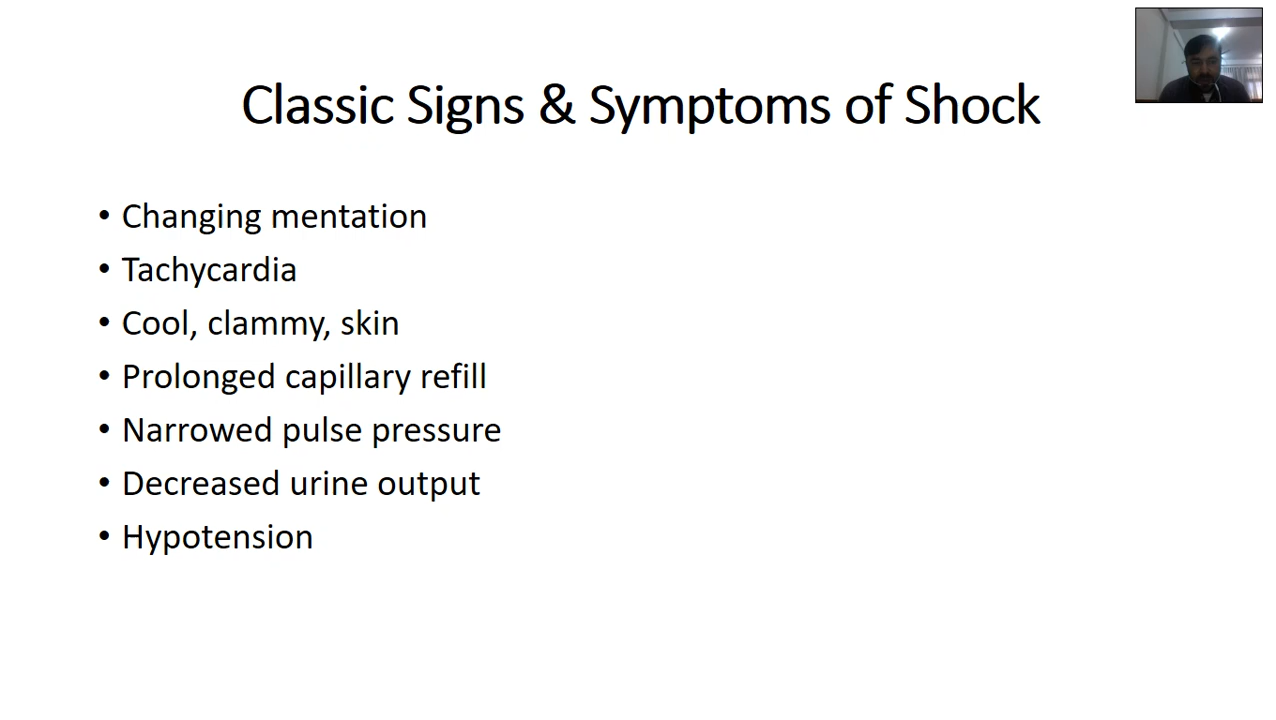 Classic Signs & Symptoms of Shock
• Changing mentation
• Tachycardia
• Cool, clammy, skin
• Prolonged capillary refill
• Narrowed pulse pressure
• Decreased urine output
• Hypotension